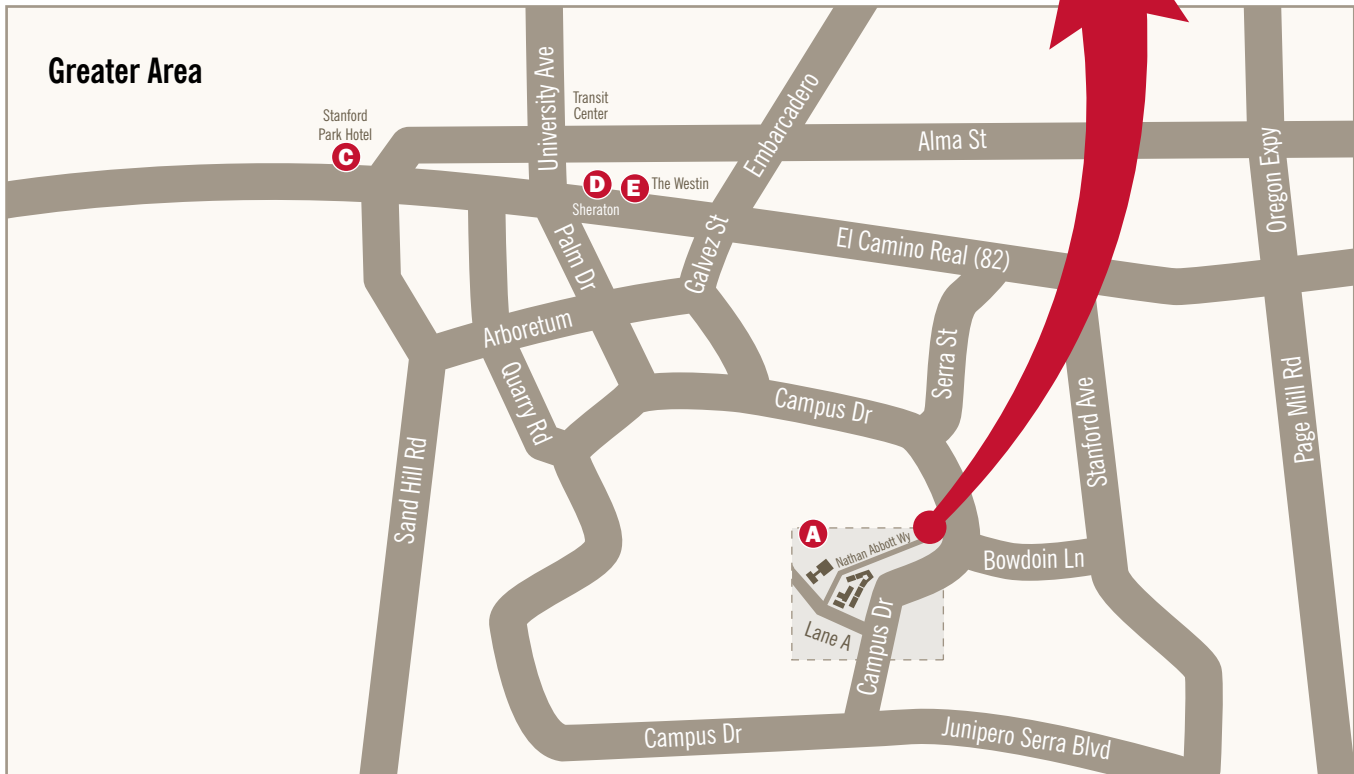 Greater Area
University Ave
Transit
Center
Embarcadero
Stanford
Park Hotel
C
Alma St
Oregon Expy
D
E
The Westin
Sheraton
Palm Dr
Galvez St
El Camino Real (82)
Arboretum
Quarry Rd
Serra St
Campus Dr
Stanford Ave
Page Mill Rd
Sand Hill Rd
A
Nathan Abbott Wy
Bowdoin Ln
Lane A
Campus Dr
Campus Dr
Junipero Serra Blvd